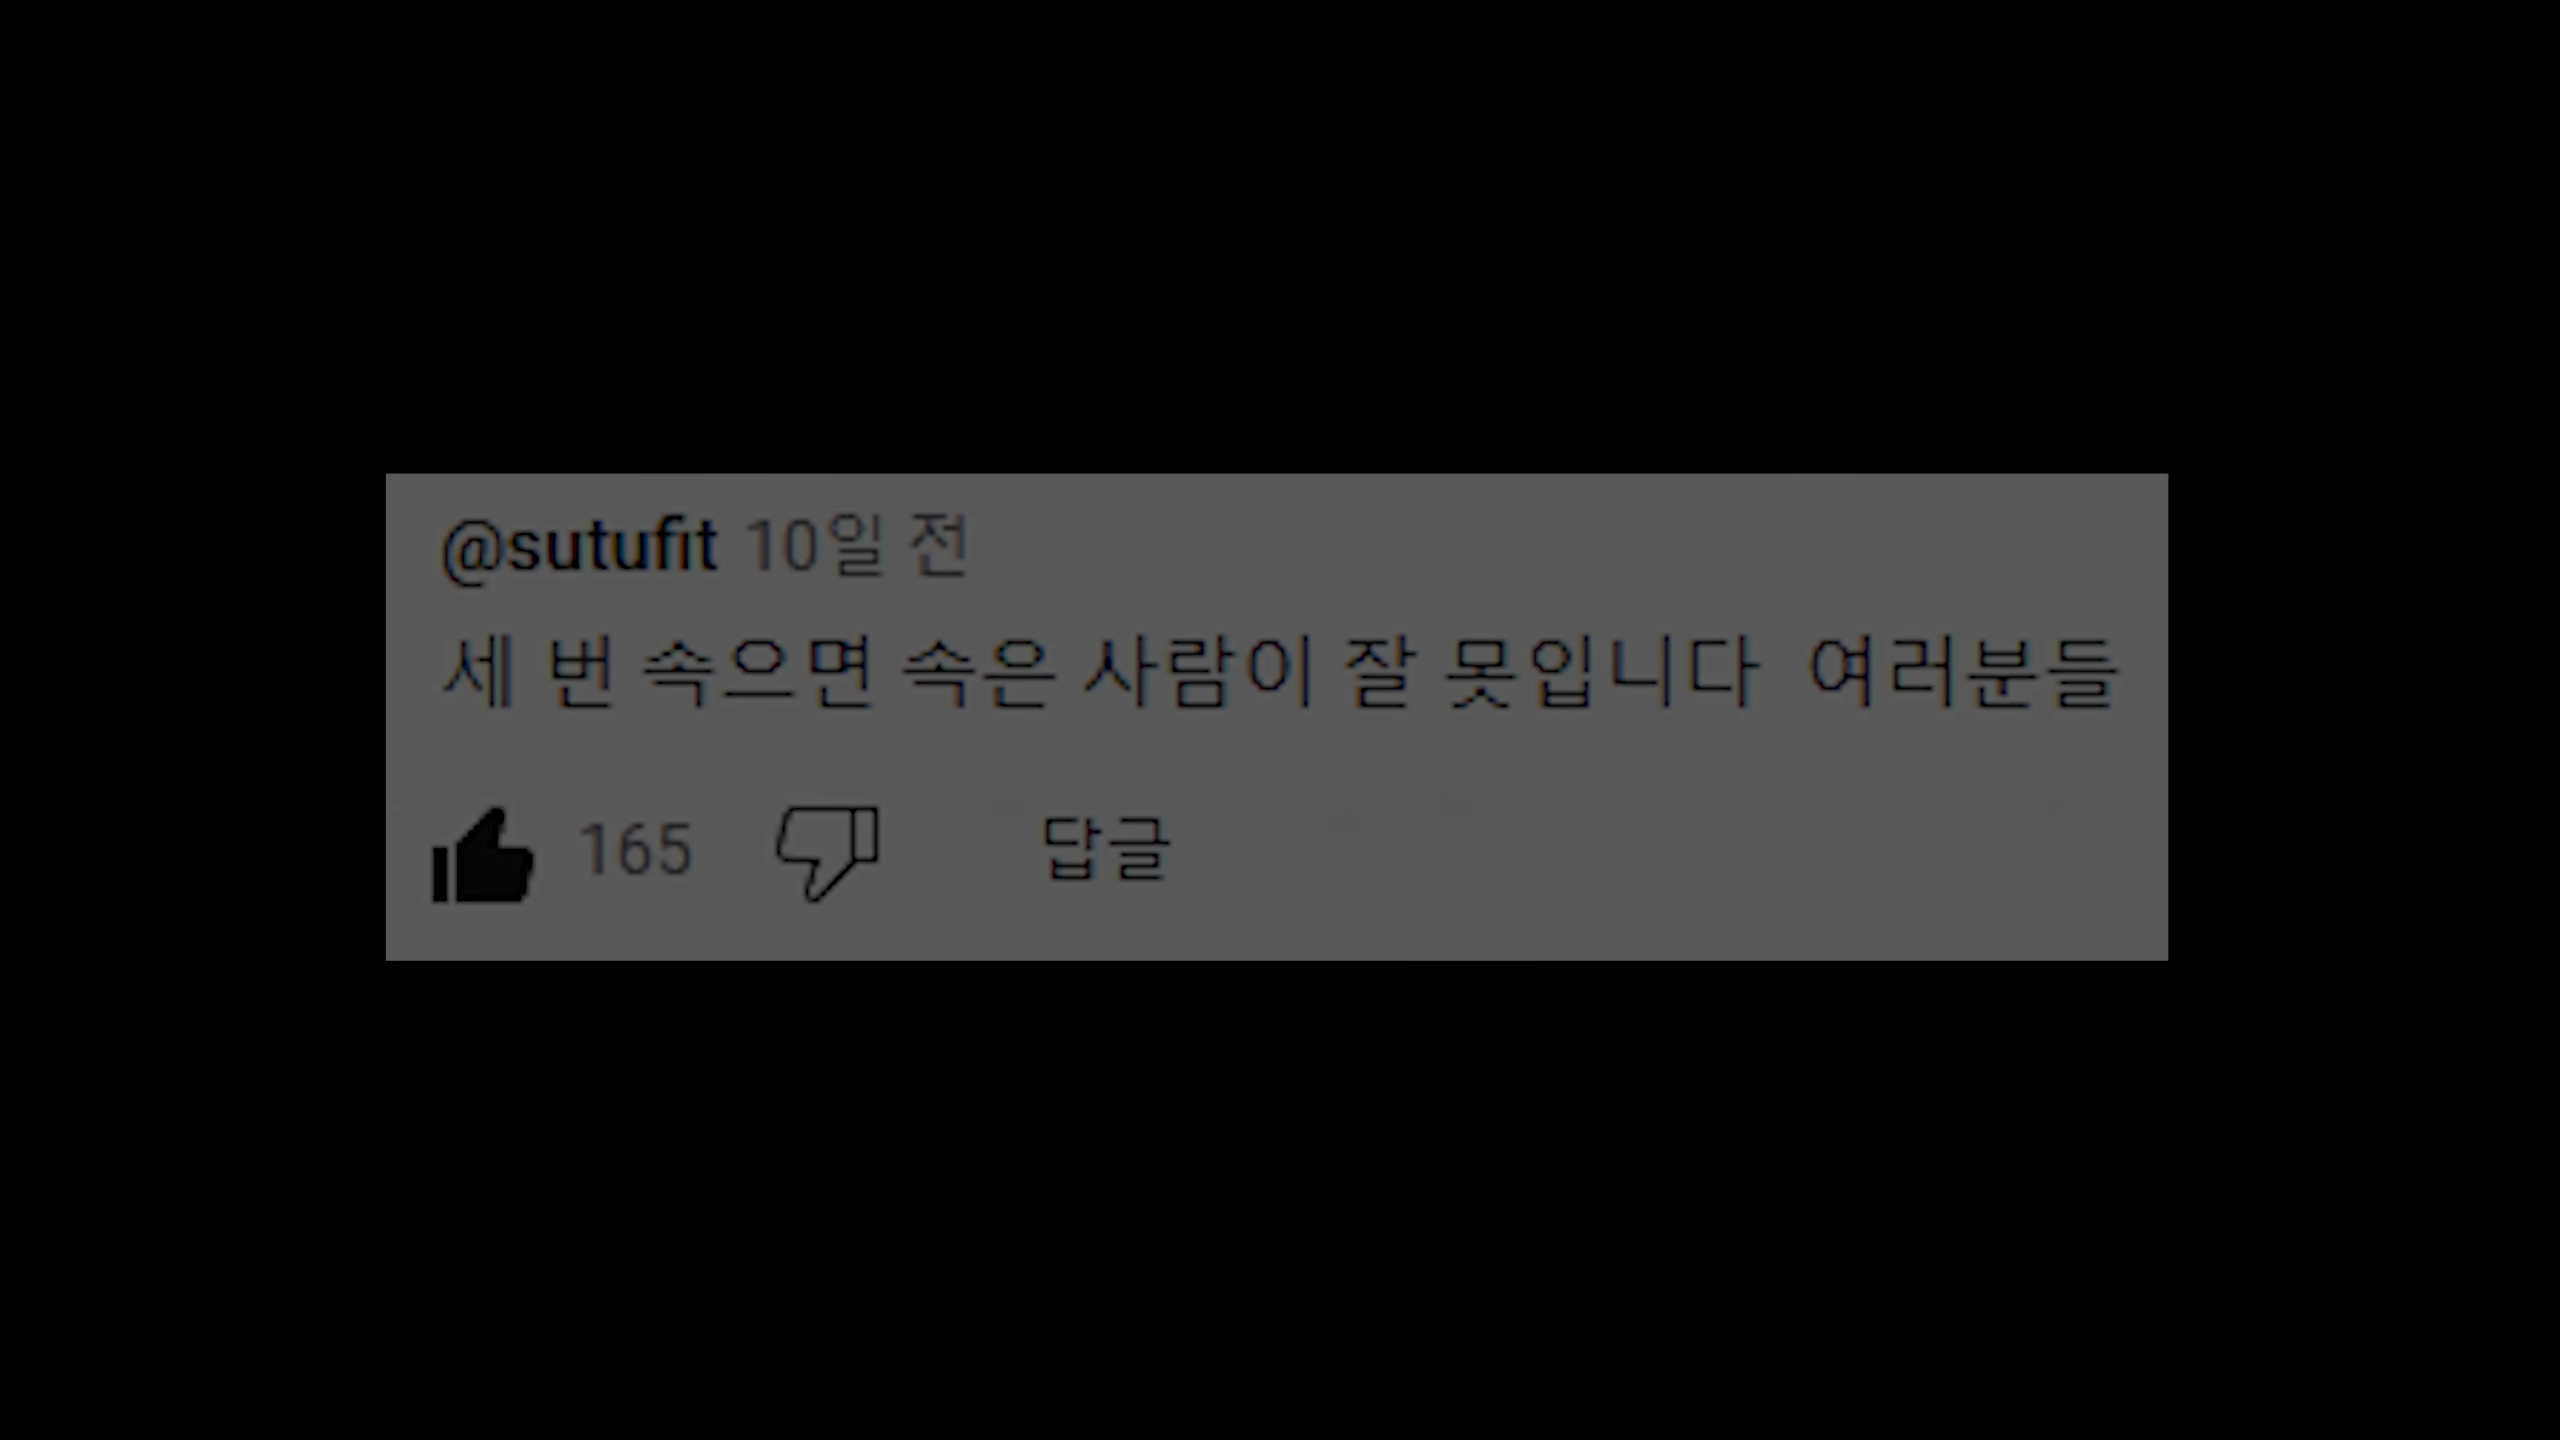 @sutufit 10일 전
세 번 속으면 속은 사람이 잘 못입니다  여러분들
165 답글